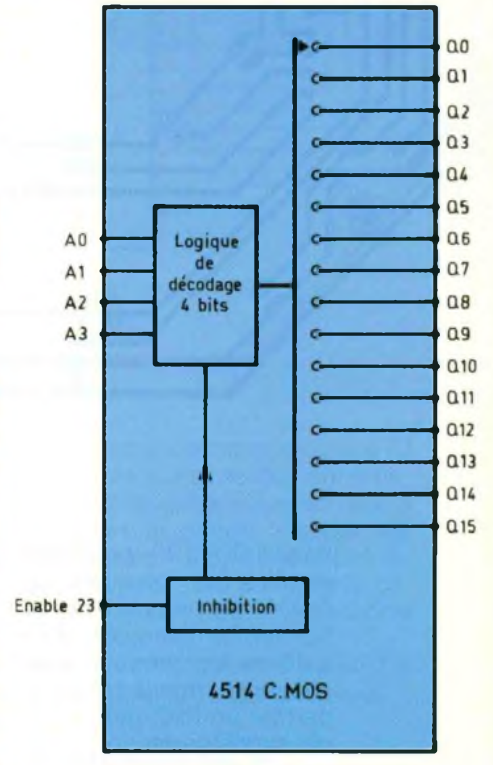 Q0
Q1
Q2
Q3
Q4
Q5
Q6
Q7
Q8
Q9
Q10
Q11
Q12
Q13
Q14
Q15
A0
A1
A2
A3
Logique
de
décodage
4 bits
Enable 23
Inhibition
4514 C.MOS